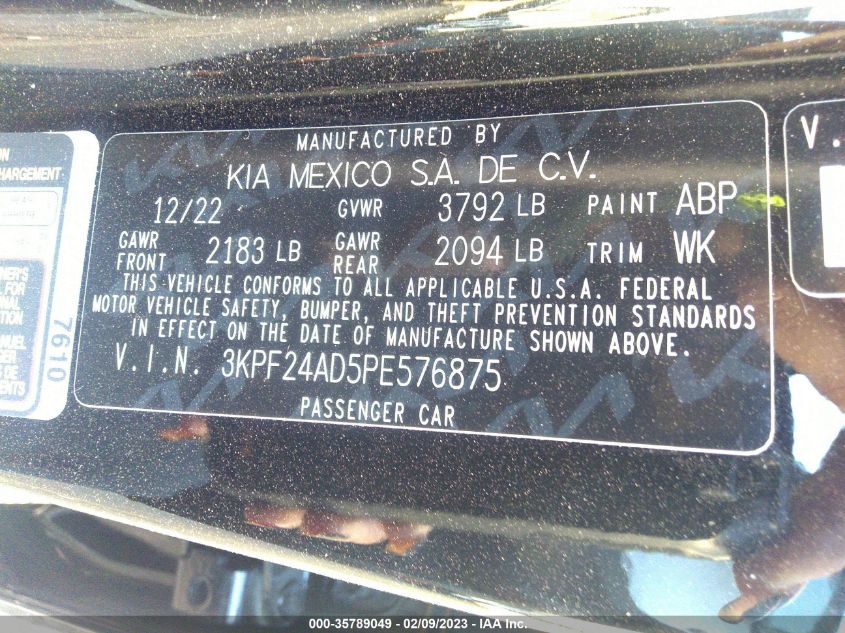 MANUFACTURED BY
KIA MEXICO S.A. DE C.V.
12/22 GVWR 3792 LB PAINT ABP
GAWR FRONT 2183 LB GAWR REAR 2094 LB TRIM WK
THIS VEHICLE CONFORMS TO ALL APPLICABLE U.S.A. FEDERAL
MOTOR VEHICLE SAFETY, BUMPER, AND THEFT PREVENTION STANDARDS
IN EFFECT ON THE DATE OF MANUFACTURE SHOWN ABOVE.
V.I.N. 3KPF24AD5PE576875
PASSENGER CAR
7610
CHARGEMENT
V.
000-35789049 - 02/09/2023 - IAA Inc.